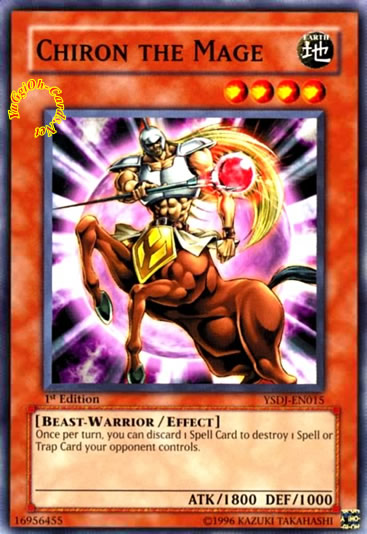 CHIRON THE MAGE
EARTH
地
YuGiOh-Cards.Net
1st Edition
YSDJ-EN015
[BEAST-WARRIOR / EFFECT]
Once per turn, you can discard 1 Spell Card to destroy 1 Spell or
Trap Card your opponent controls.
ATK/1800 DEF/1000
16956455
©1996 KAZUKI TAKAHASHI